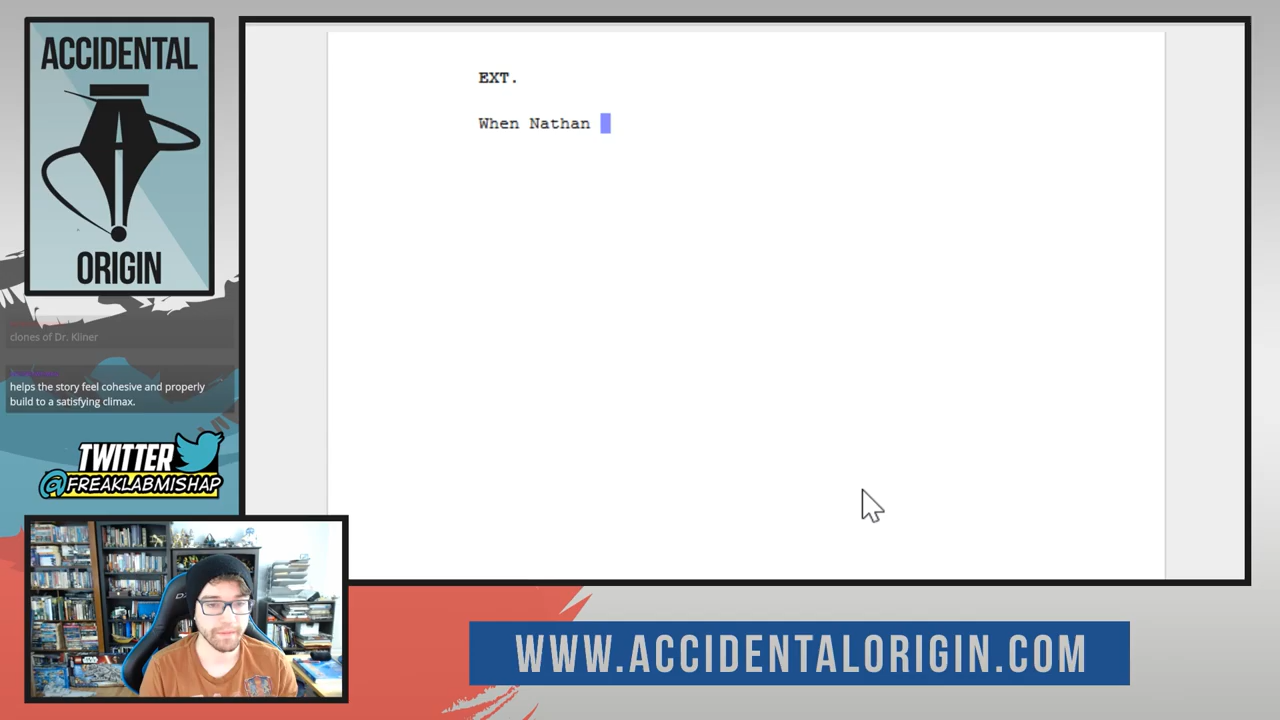 ACCIDENTAL
ORIGIN
EXT.
When Nathan
clones of Dr. Kliner
helps the story feel cohesive and properly
build to a satisfying climax.
TWITTER
@FREAKLABMISHAP
WWW.ACCIDENTALORIGIN.COM